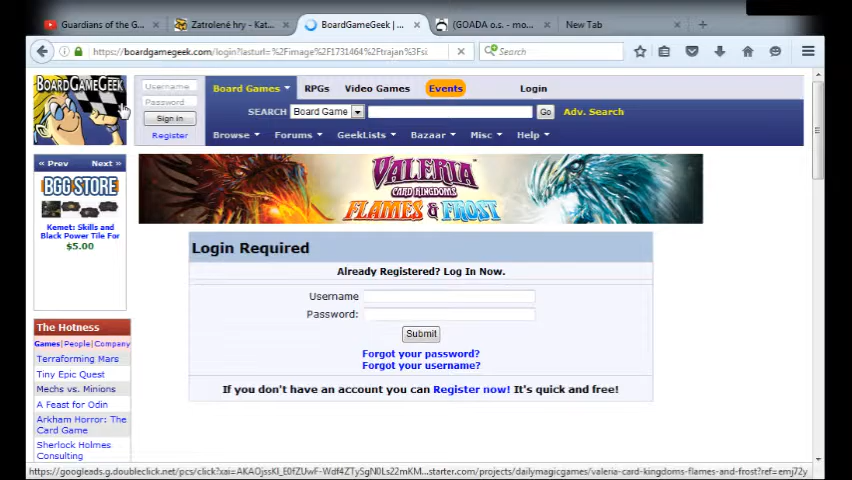 Guardians of the G...
Zatrolené hry - Kat...
BoardGameGeek | ...
(GOADA o.s. - mo...
New Tab
https://boardgamegeek.com/login?lasturl=%2Fimage%2F1731464%2Ftrajan%3Fsi
Search
BOARDGAMEGEEK
Username
Password
Sign in
Register
Board Games
RPGs
Video Games
Events
Login
SEARCH
Board Game
Go
Adv. Search
Browse
Forums
GeekLists
Bazaar
Misc
Help
« Prev
Next »
BGG STORE
Kemet: Skills and
Black Power Tile For
$5.00
VALERIA
CARD KINGDOMS
FLAMES & FROST
Login Required
Already Registered? Log In Now.
Username
Password:
Submit
Forgot your password?
Forgot your username?
If you don't have an account you can Register now! It's quick and free!
The Hotness
Games|People|Company
Terraforming Mars
Tiny Epic Quest
Mechs vs. Minions
A Feast for Odin
Arkham Horror: The
Card Game
Sherlock Holmes
Consulting